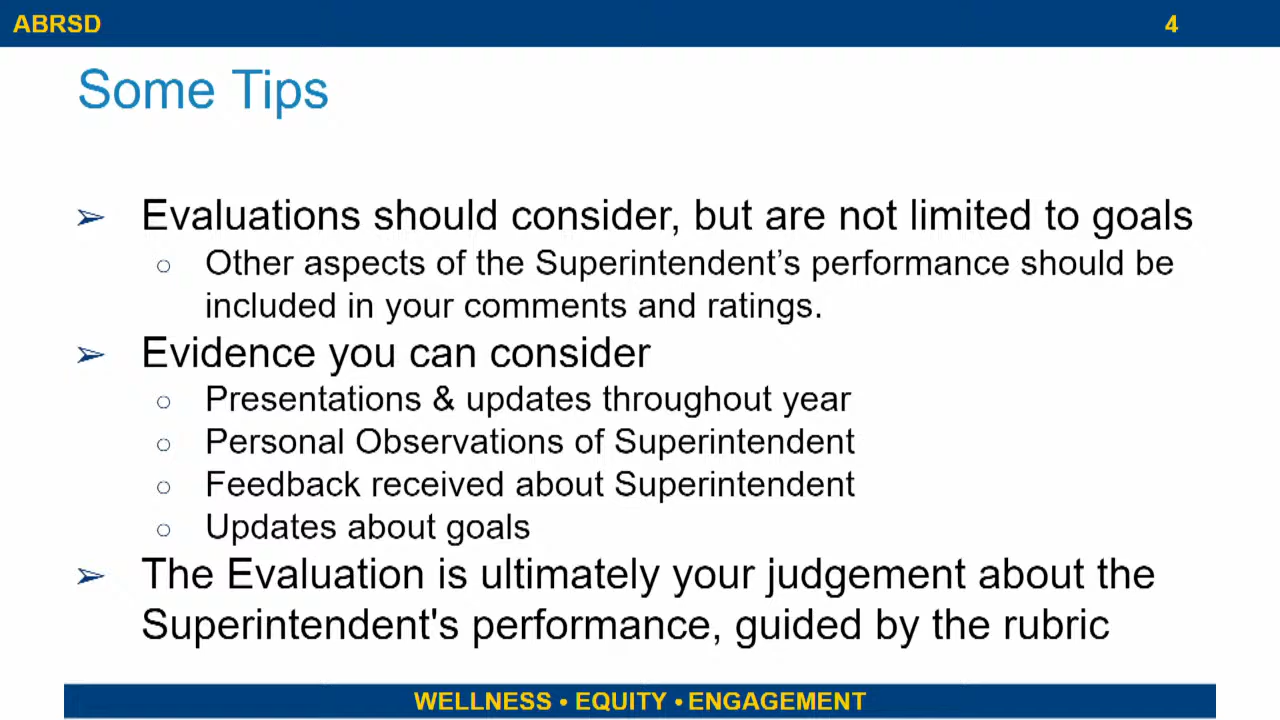 ABRSD
4
Some Tips
➢ Evaluations should consider, but are not limited to goals
○ Other aspects of the Superintendent’s performance should be
included in your comments and ratings.
➢ Evidence you can consider
○ Presentations & updates throughout year
○ Personal Observations of Superintendent
○ Feedback received about Superintendent
○ Updates about goals
➢ The Evaluation is ultimately your judgement about the
Superintendent's performance, guided by the rubric
WELLNESS • EQUITY • ENGAGEMENT